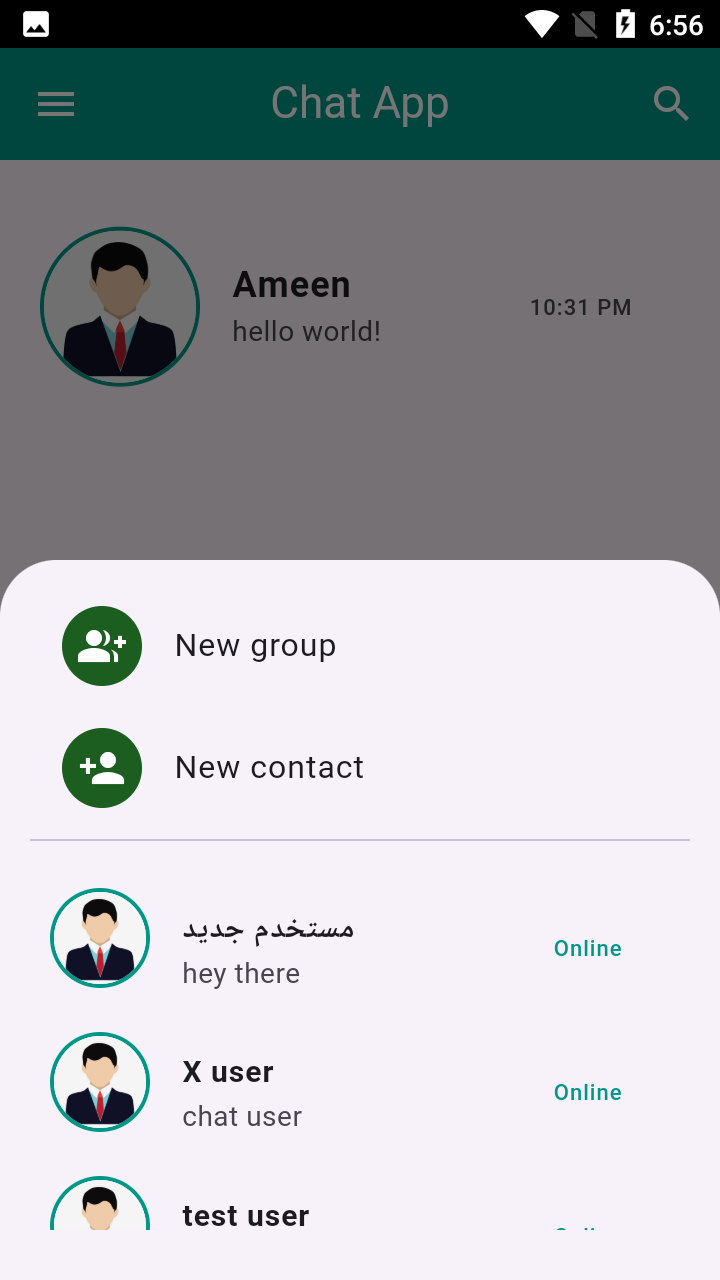 6:56
Chat App
Ameen
hello world!
10:31 PM
New group
New contact
مستخدم جديد
hey there
Online
X user
chat user
Online
test user